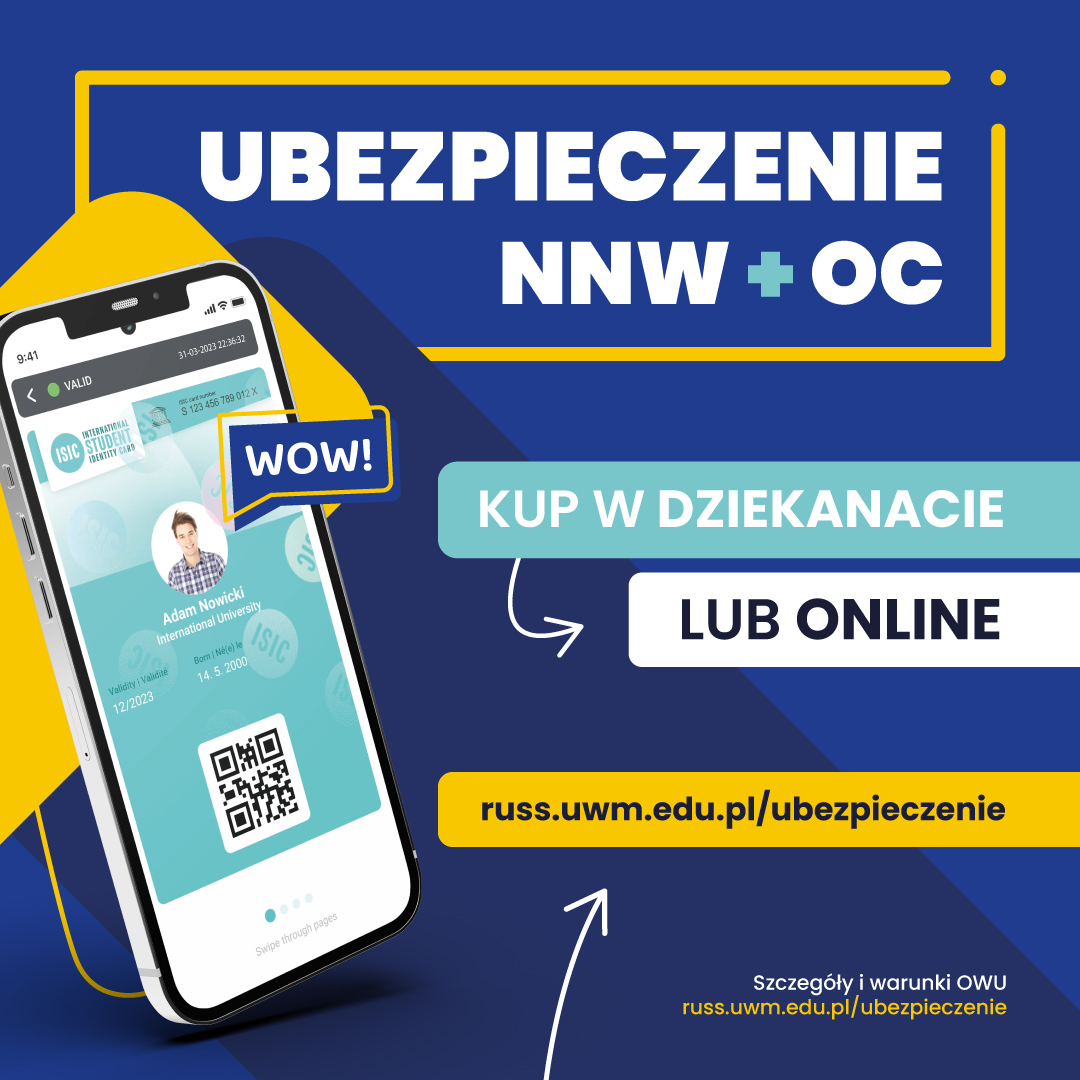 UBEZPIECZENIE
NNW + OC
9:41
VALID
31-03-2023 22:36:32
ISIC card number
S 123 456 789 012 X
ISIC
INTERNATIONAL
STUDENT
IDENTITY CARD
WOW!
Adam Nowicki
International University
Validity | Validité
12/2023
Born | Né(e) le
14. 5. 2000
ISIC
ISIC
ISIC
Swipe through pages
KUP W DZIEKANACIE
LUB ONLINE
russ.uwm.edu.pl/ubezpieczenie
Szczegóły i warunki OWU
russ.uwm.edu.pl/ubezpieczenie